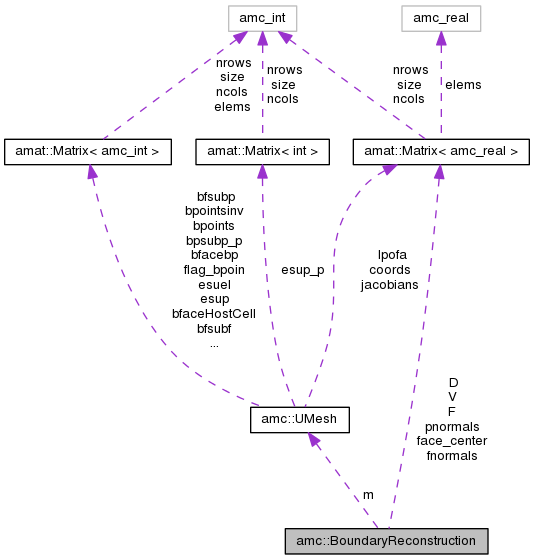 amc_int
amc_real
nrows
size
ncols
elems
nrows
size
ncols
nrows
size
ncols
elems
amat::Matrix< amc_int >
amat::Matrix< int >
amat::Matrix< amc_real >
bfsubp
bpointsinv
bpoints
bpsubp_p
bfacebp
flag_bpoin
esuel
esup
bfaceHostCell
bfsubf
...
esup_p
lpofa
coords
jacobians
D
V
F
pnormals
face_center
fnormals
amc::UMesh
m
amc::BoundaryReconstruction